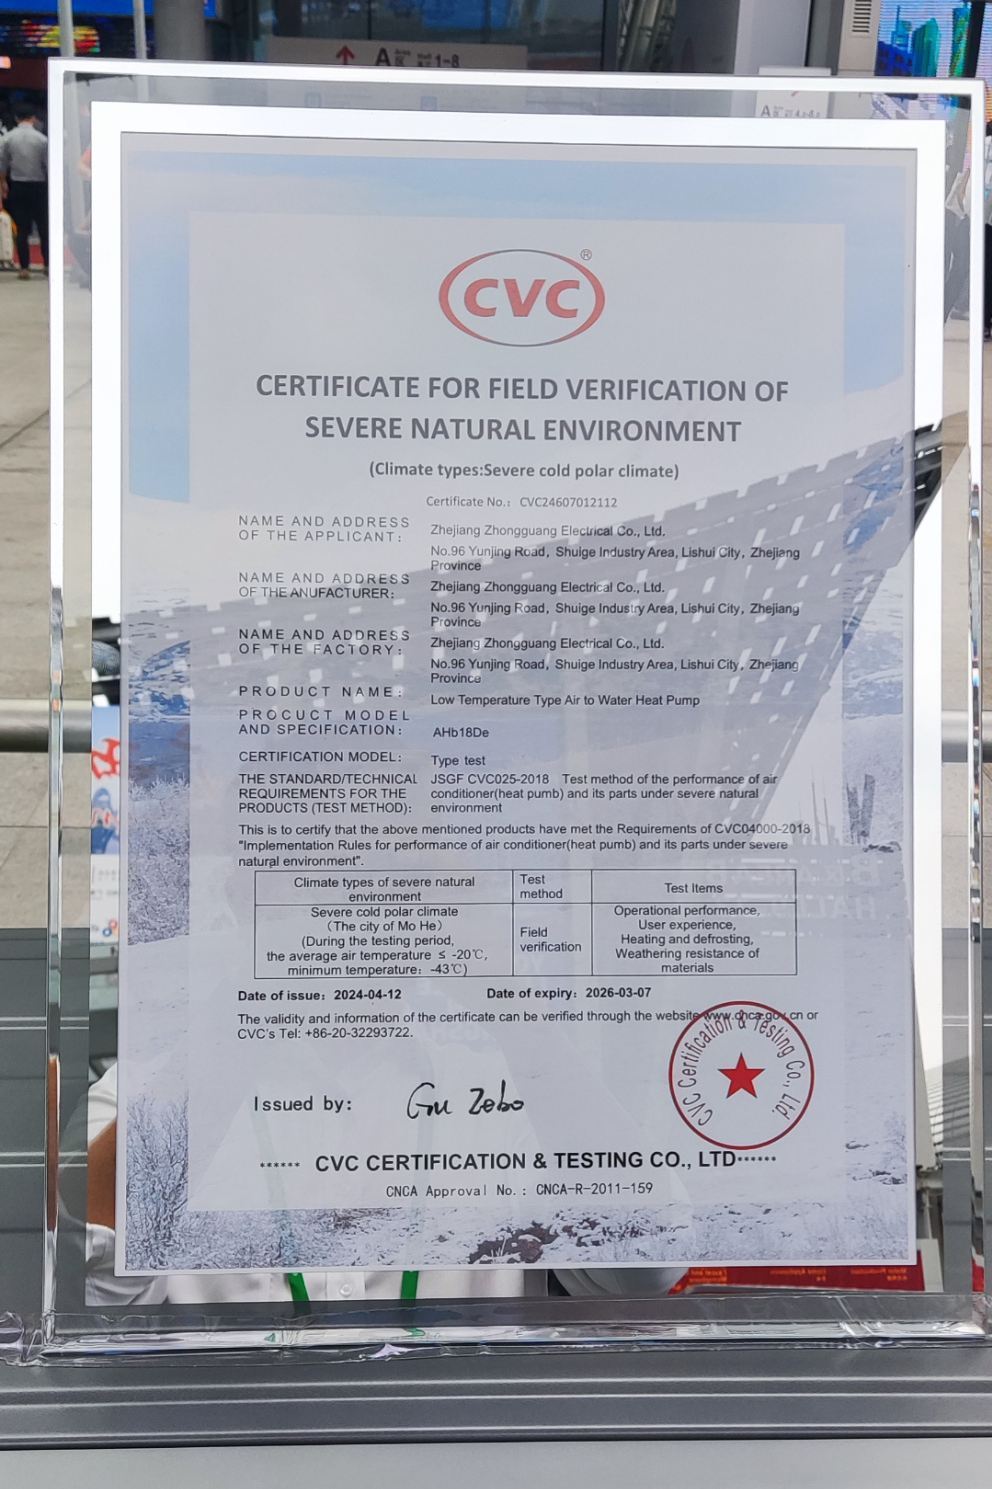 A 1-8
CVC®
CERTIFICATE FOR FIELD VERIFICATION OF
SEVERE NATURAL ENVIRONMENT
(Climate types:Severe cold polar climate)
Certificate No.: CVC24607012112
NAME AND ADDRESS
OF THE APPLICANT:
Zhejiang Zhongguang Electrical Co., Ltd.
No.96 Yunjing Road, Shuige Industry Area, Lishui City, Zhejiang
Province
NAME AND ADDRESS
OF THE ANUFACTURER:
Zhejiang Zhongguang Electrical Co., Ltd.
No.96 Yunjing Road, Shuige Industry Area, Lishui City, Zhejiang
Province
NAME AND ADDRESS
OF THE FACTORY:
Zhejiang Zhongguang Electrical Co., Ltd.
No.96 Yunjing Road, Shuige Industry Area, Lishui City, Zhejiang
Province
PRODUCT NAME:
Low Temperature Type Air to Water Heat Pump
PROCUCT MODEL
AND SPECIFICATION:
AHb18De
CERTIFICATION MODEL:
Type test
THE STANDARD/TECHNICAL
REQUIREMENTS FOR THE
PRODUCTS (TEST METHOD):
JSGF CVC025-2018 Test method of the performance of air
conditioner(heat pumb) and its parts under severe natural
environment
This is to certify that the above mentioned products have met the Requirements of CVC04000-2018
"Implementation Rules for performance of air conditioner(heat pumb) and its parts under severe
natural environment".
Climate types of severe natural
environment
Test
method
Test Items
Severe cold polar climate
(The city of Mo He)
(During the testing period,
the average air temperature ≤ -20℃,
minimum temperature: -43℃)
Field
verification
Operational performance,
User experience,
Heating and defrosting,
Weathering resistance of
materials
Date of issue: 2024-04-12
Date of expiry: 2026-03-07
The validity and information of the certificate can be verified through the website www.cnca.gov.cn or
CVC's Tel: +86-20-32293722.
CVC Certification & Testing Co., Ltd.
Issued by:
Gu Zebo
****** CVC CERTIFICATION & TESTING CO., LTD******
CNCA Approval No.: CNCA-R-2011-159